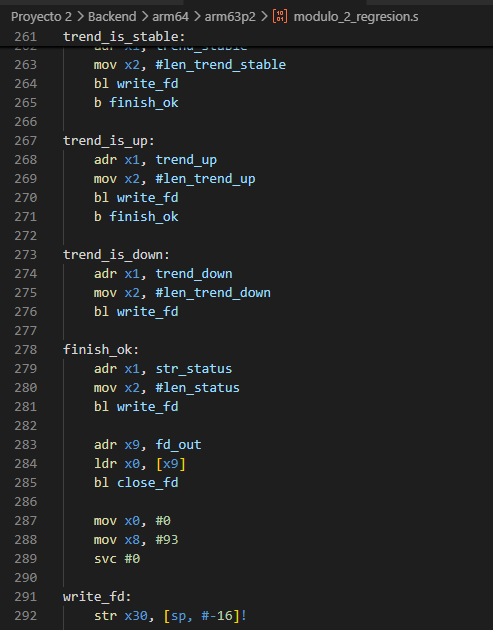 Proyecto 2 > Backend > arm64 > arm63p2 > modulo_2_regresion.s
261 trend_is_stable:
262 adr x1, trend_stable
263 mov x2, #len_trend_stable
264 bl write_fd
265 b finish_ok
266
267 trend_is_up:
268 adr x1, trend_up
269 mov x2, #len_trend_up
270 bl write_fd
271 b finish_ok
272
273 trend_is_down:
274 adr x1, trend_down
275 mov x2, #len_trend_down
276 bl write_fd
277
278 finish_ok:
279 adr x1, str_status
280 mov x2, #len_status
281 bl write_fd
282
283 adr x9, fd_out
284 ldr x0, [x9]
285 bl close_fd
286
287 mov x0, #0
288 mov x8, #93
289 svc #0
290
291 write_fd:
292 str x30, [sp, #-16]!